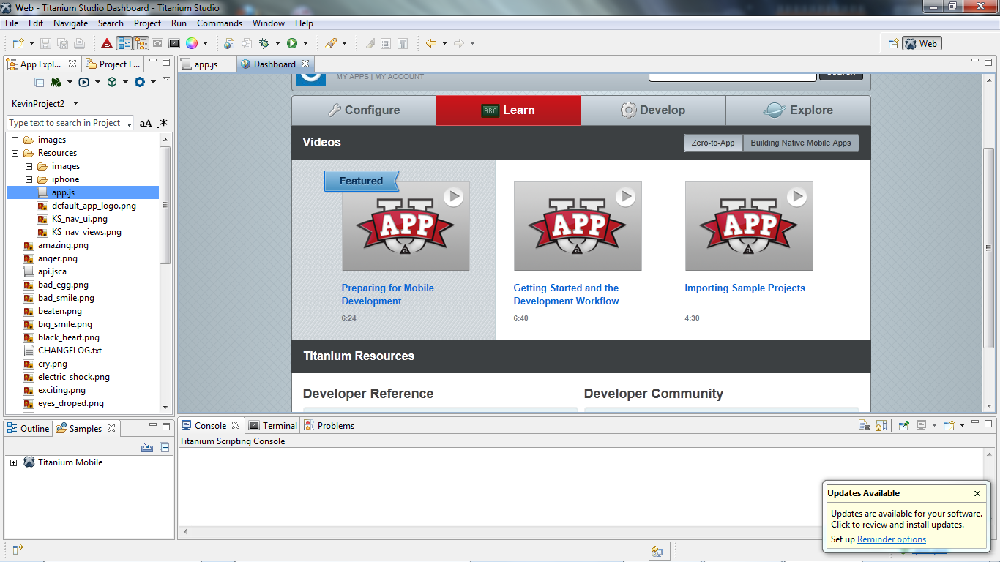 Web - Titanium Studio Dashboard - Titanium Studio
File Edit Navigate Search Project Run Commands Window Help
Web
App Expl...
Project E...
app.js
Dashboard
KevinProject2
Type text to search in Project
aA .*
images
Resources
images
iphone
app.js
default_app_logo.png
KS_nav_ui.png
KS_nav_views.png
amazing.png
anger.png
api.jsca
bad_egg.png
bad_smile.png
beaten.png
big_smile.png
black_heart.png
CHANGELOG.txt
cry.png
electric_shock.png
exciting.png
eyes_droped.png
MY APPS | MY ACCOUNT
Search
Configure
ABC Learn
Develop
Explore
Videos
Zero-to-App
Building Native Mobile Apps
Featured
U APP a
U APP a
U APP a
Preparing for Mobile
Development
6:24
Getting Started and the
Development Workflow
6:40
Importing Sample Projects
4:30
Titanium Resources
Developer Reference
Developer Community
Outline
Samples
Titanium Mobile
Console
Terminal
Problems
Titanium Scripting Console
Updates Available
Updates are available for your software.
Click to review and install updates.
Set up Reminder options